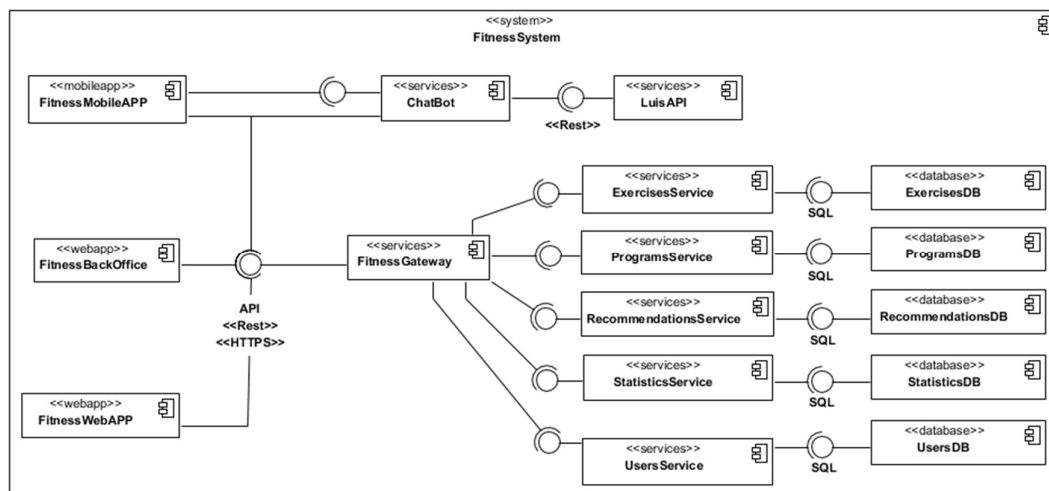 <<system>>
FitnessSystem
<<mobileapp>>
FitnessMobileAPP
<<services>>
ChatBot
<<services>>
LuisAPI
<<Rest>>
<<services>>
ExercisesService
SQL
<<database>>
ExercisesDB
<<webapp>>
FitnessBackOffice
<<services>>
FitnessGateway
<<services>>
ProgramsService
SQL
<<database>>
ProgramsDB
API
<<Rest>>
<<HTTPS>>
<<services>>
RecommendationsService
SQL
<<database>>
RecommendationsDB
<<services>>
StatisticsService
SQL
<<database>>
StatisticsDB
<<webapp>>
FitnessWebAPP
<<services>>
UsersService
SQL
<<database>>
UsersDB